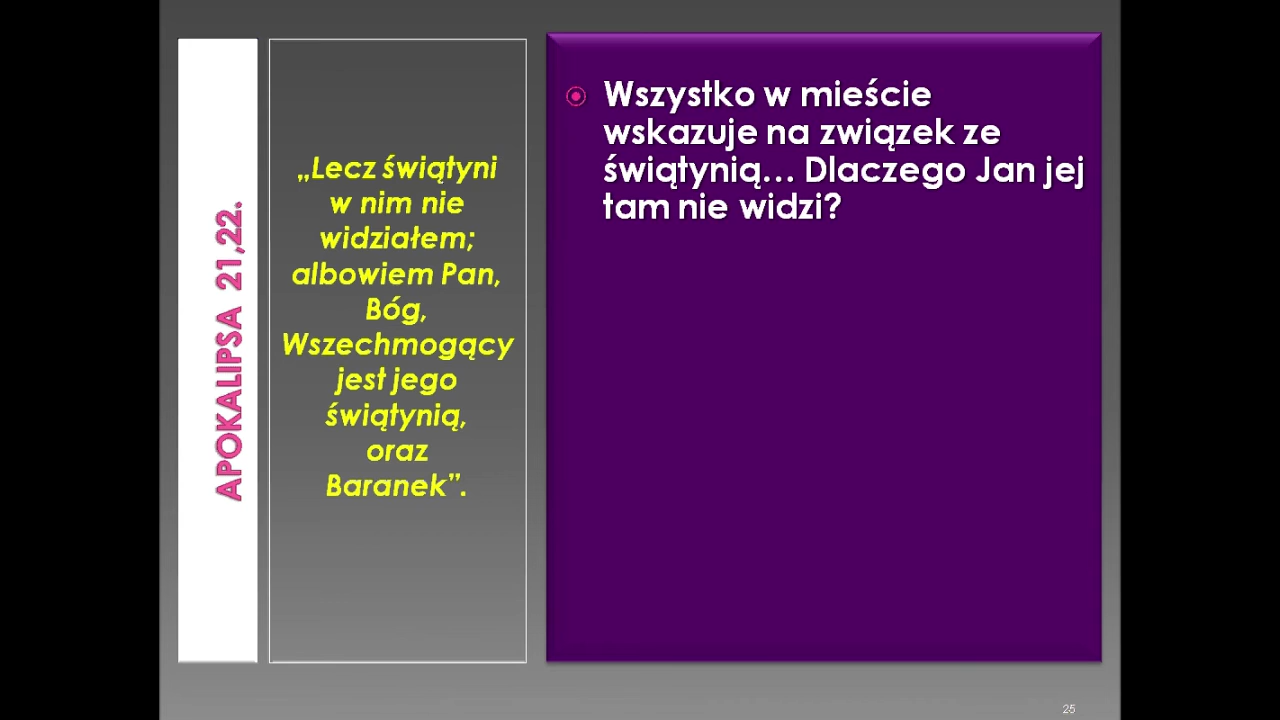 APOKALIPSA 21,22.
„Lecz świątyni
w nim nie
widziałem;
albowiem Pan,
Bóg,
Wszechmogący
jest jego
świątynią,
oraz
Baranek”.
Wszystko w mieście
wskazuje na związek ze
świątynią... Dlaczego Jan jej
tam nie widzi?
25